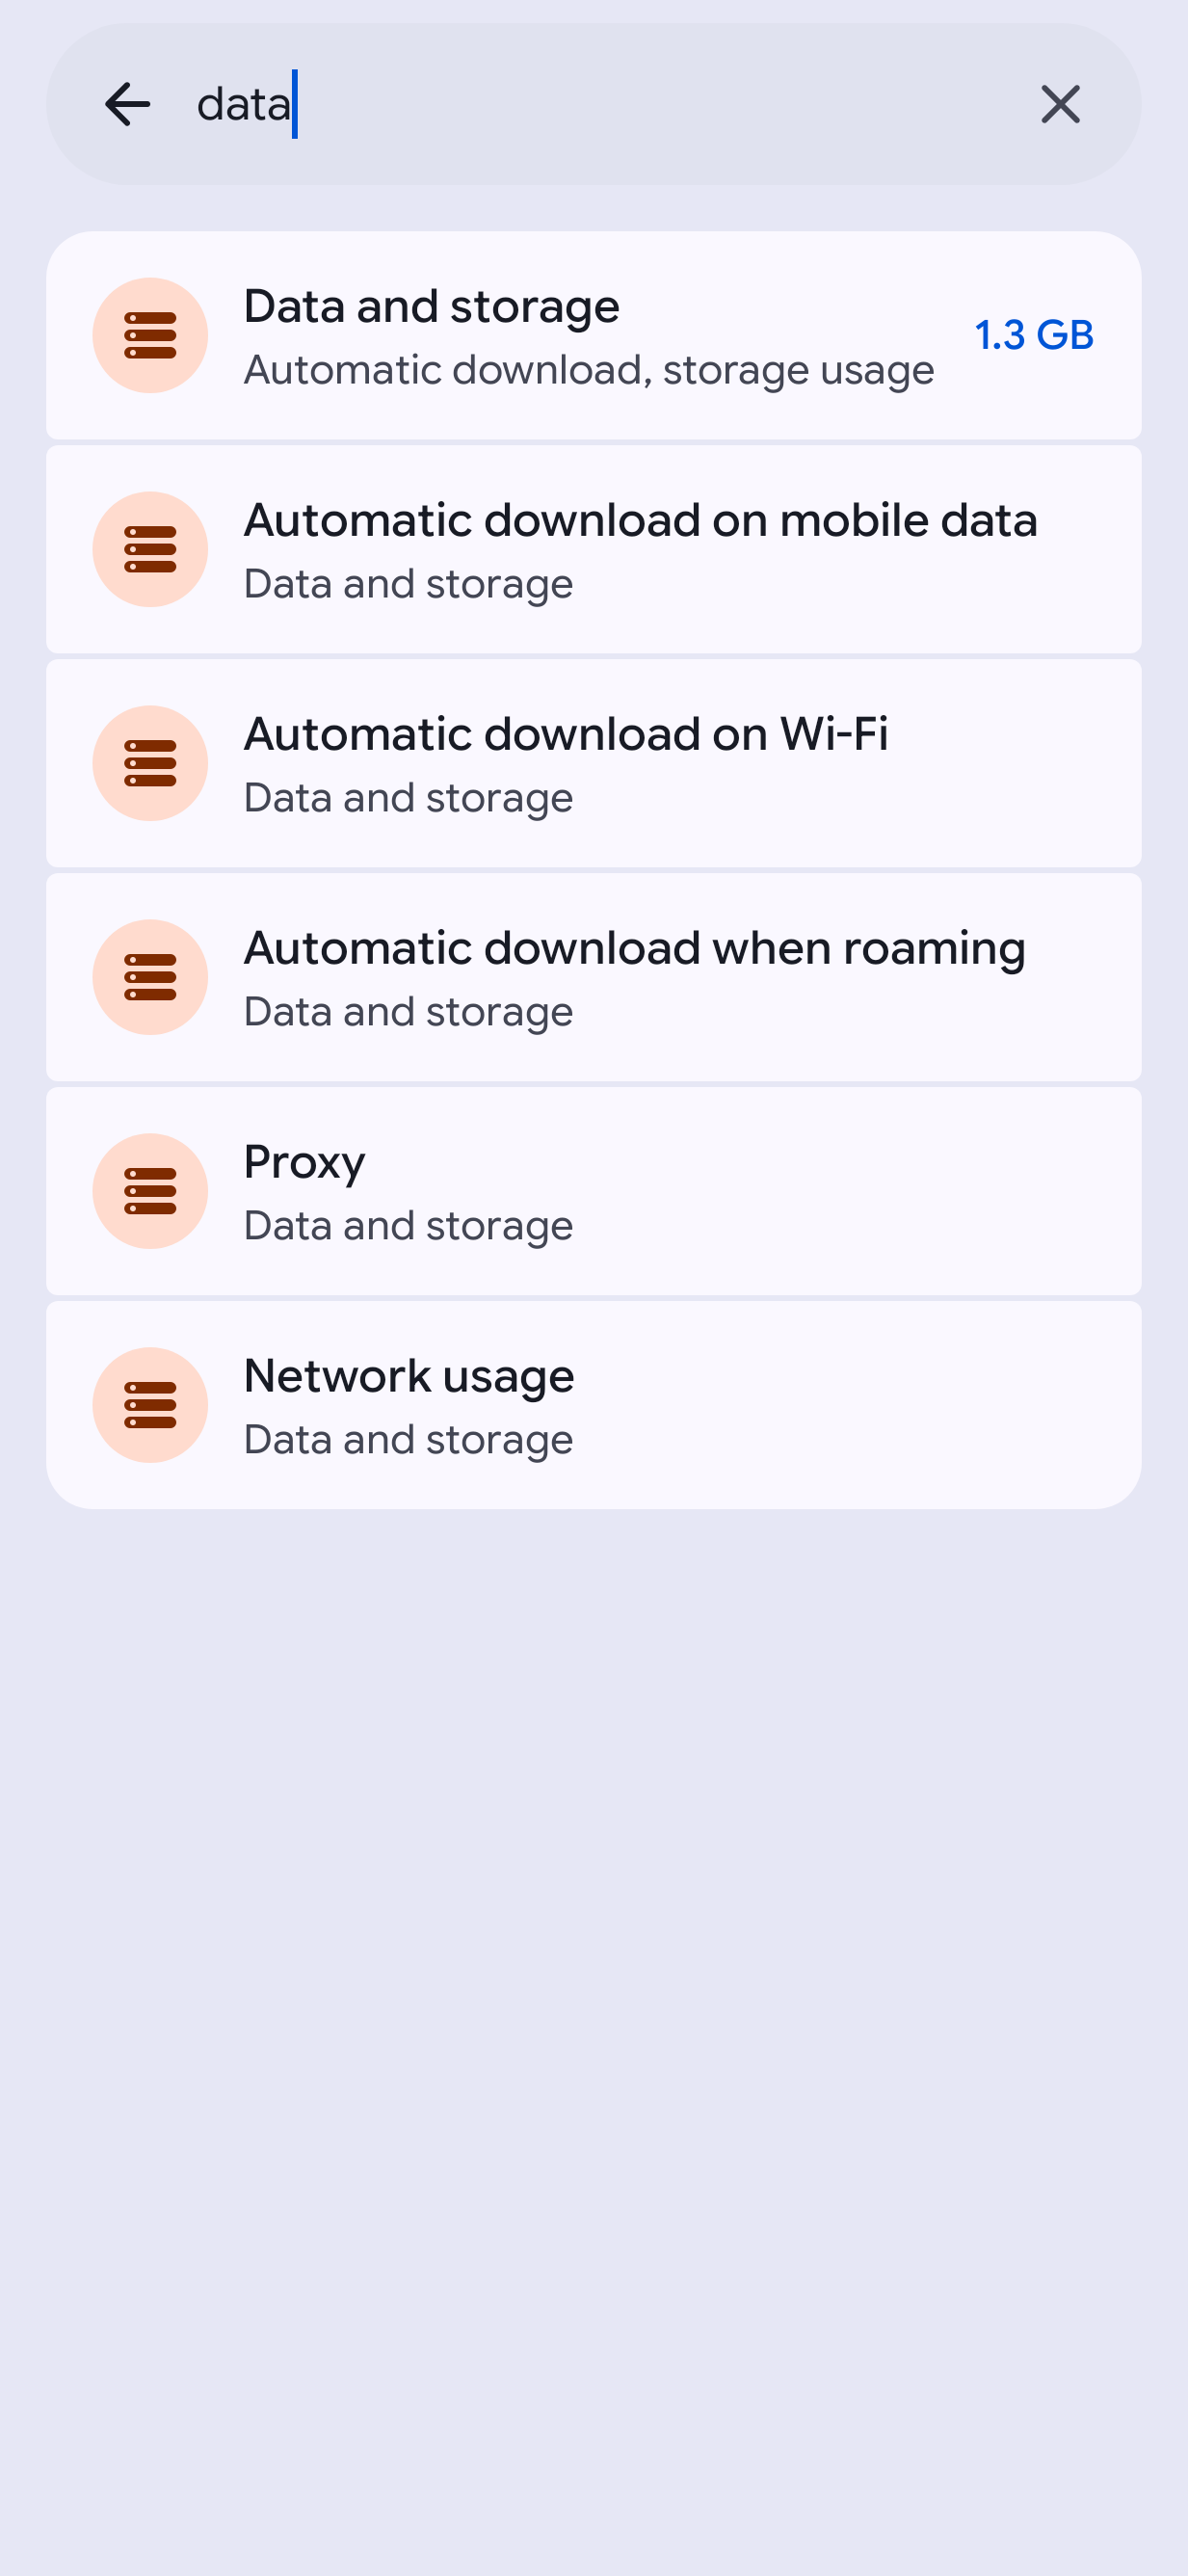 data
Data and storage
Automatic download, storage usage
1.3 GB
Automatic download on mobile data
Data and storage
Automatic download on Wi-Fi
Data and storage
Automatic download when roaming
Data and storage
Proxy
Data and storage
Network usage
Data and storage